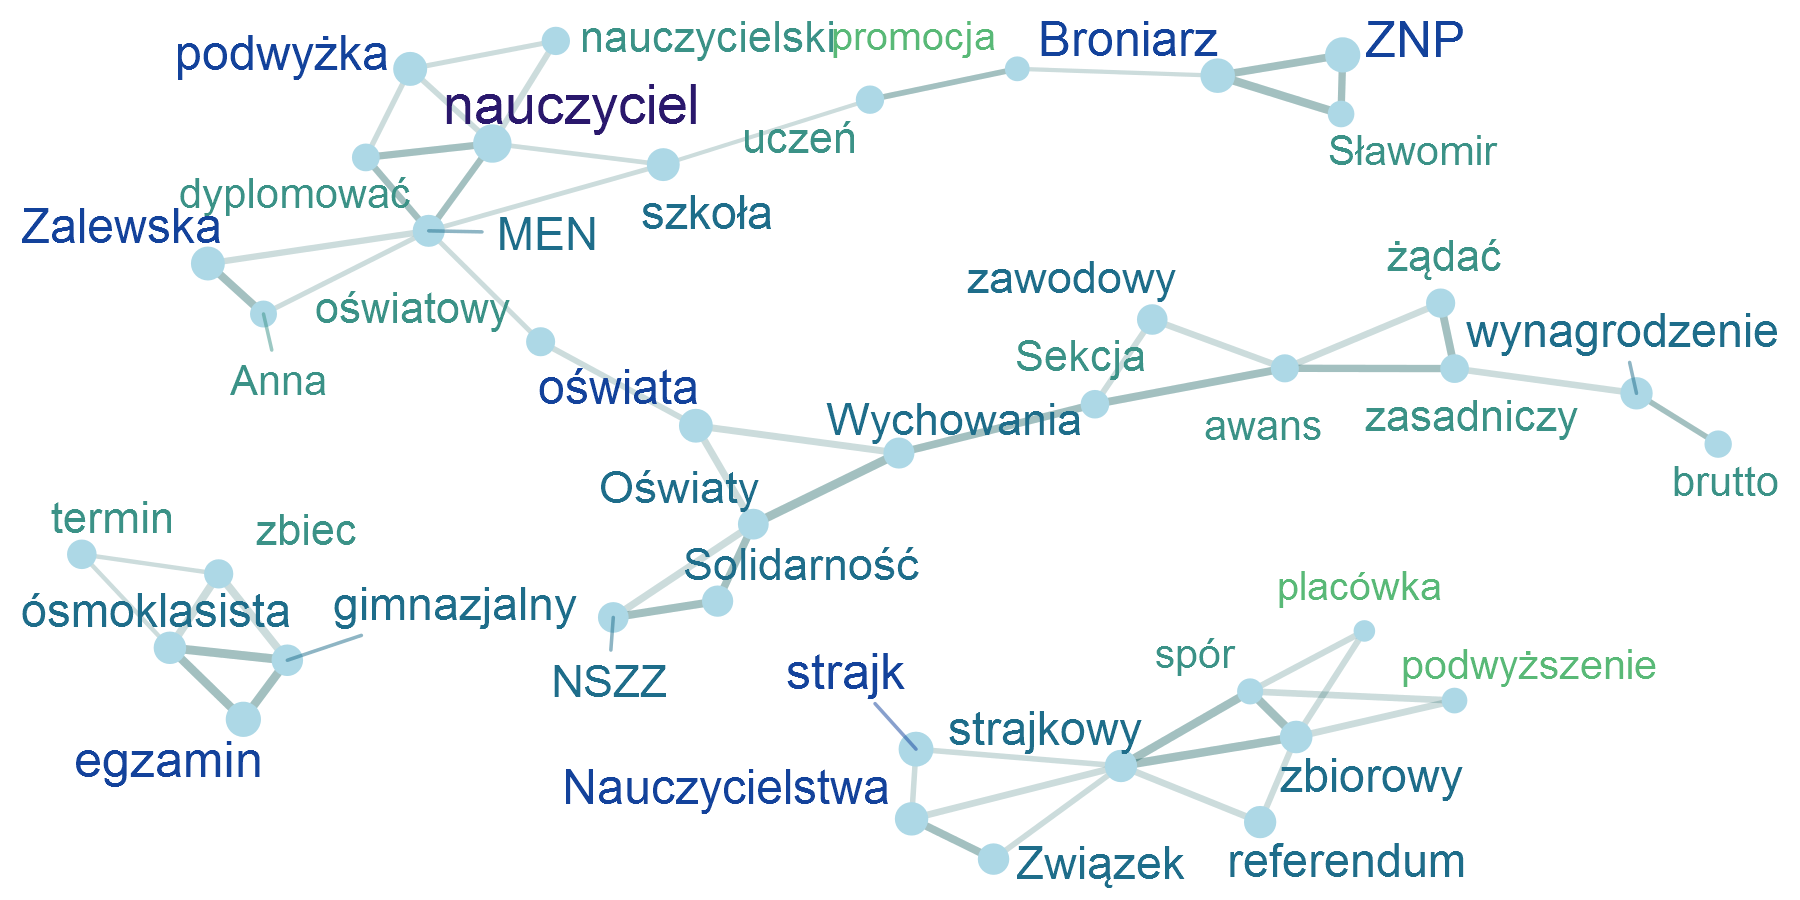 podwyżka
nauczycielski
promocja
Broniarz
ZNP
nauczyciel
uczeń
Sławomir
dyplomować
Zalewska
MEN
szkoła
żądać
zawodowy
oświatowy
wynagrodzenie
Sekcja
Anna
oświata
Wychowania
awans
zasadniczy
Oświaty
brutto
termin
zbiec
Solidarność
placówka
ósmoklasista
gimnazjalny
spór
podwyższenie
NSZZ
strajk
strajkowy
egzamin
Nauczycielstwa
zbiorowy
Związek
referendum